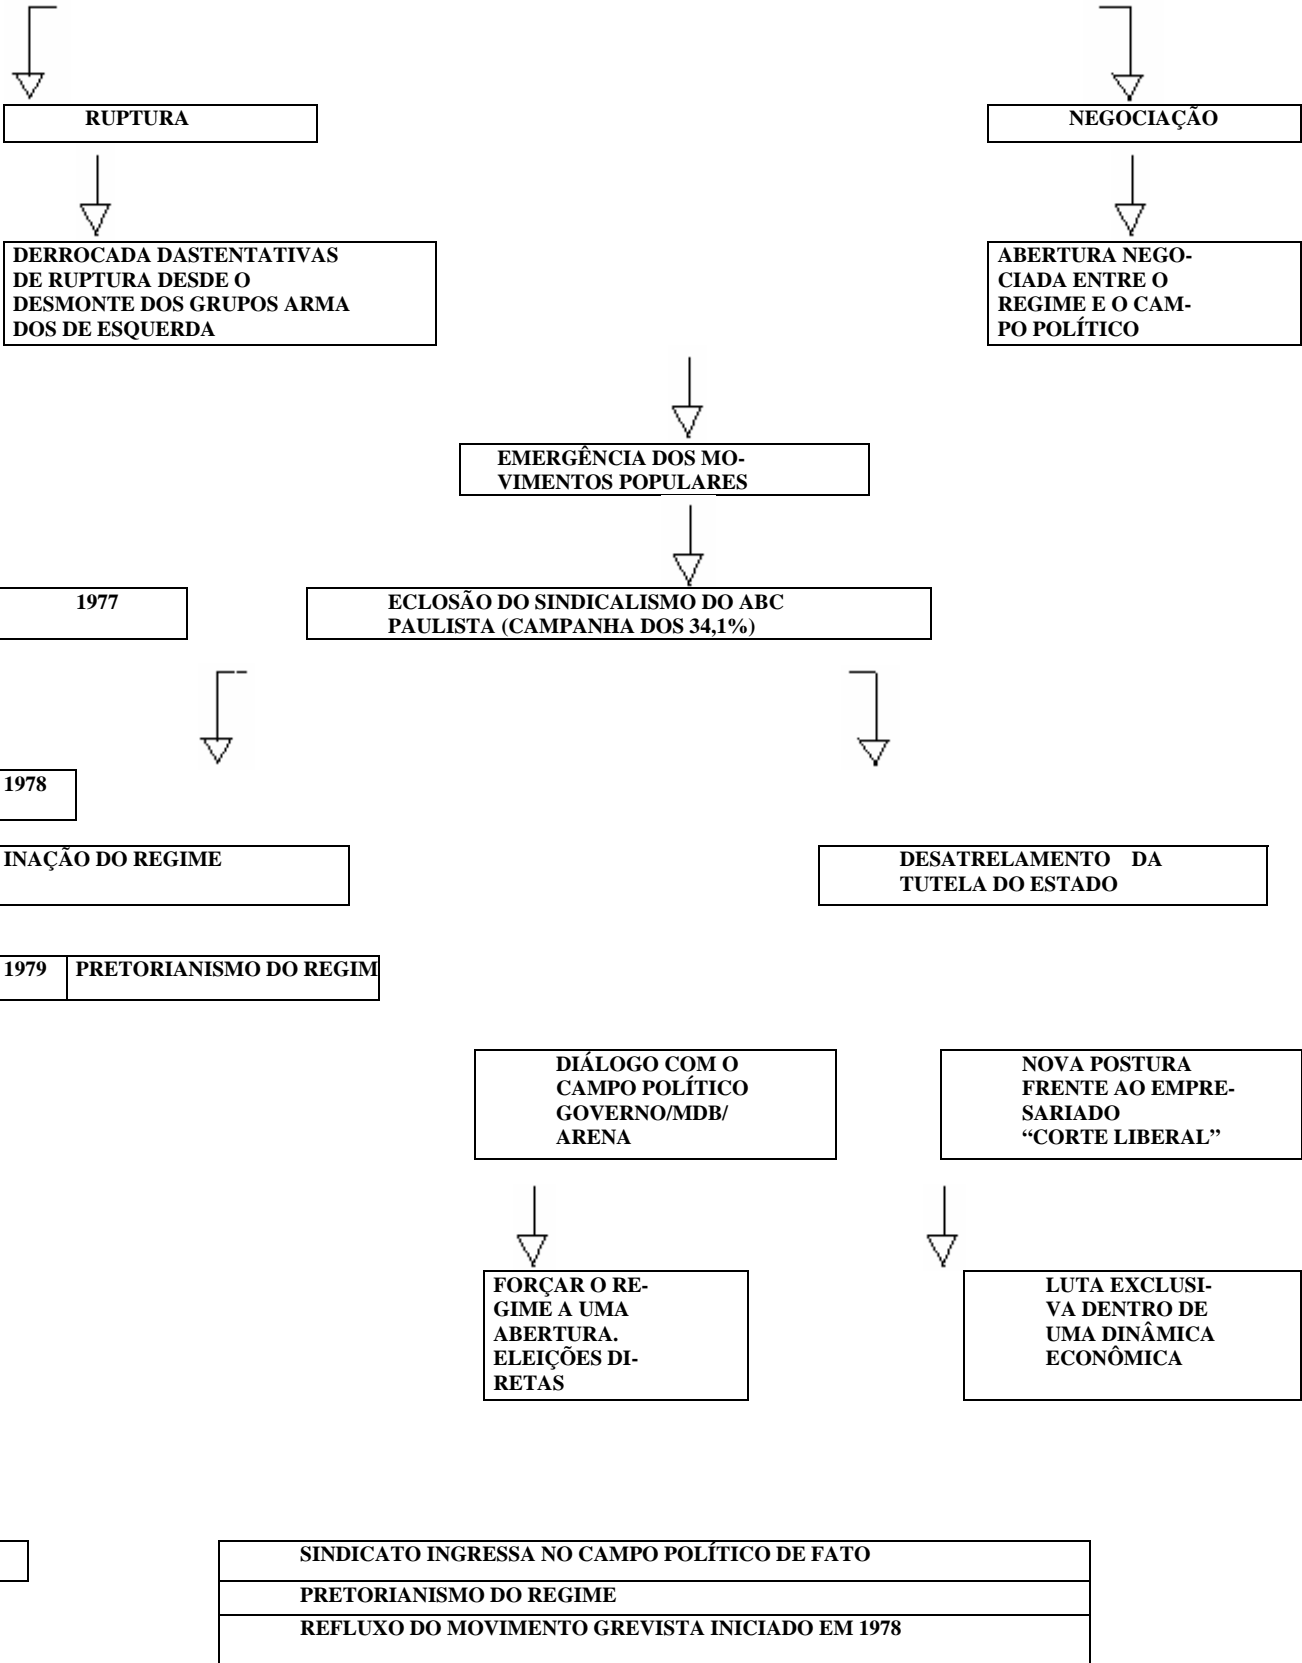 RUPTURA
NEGOCIAÇÃO
DERROCADA DASTENTATIVAS
DE RUPTURA DESDE O
DESMONTE DOS GRUPOS ARMA
DOS DE ESQUERDA
ABERTURA NEGO-
CIADA ENTRE O
REGIME E O CAM-
PO POLÍTICO
EMERGÊNCIA DOS MO-
VIMENTOS POPULARES
1977
ECLOSÃO DO SINDICALISMO DO ABC
PAULISTA (CAMPANHA DOS 34,1%)
1978
INAÇÃO DO REGIME
DESATRELAMENTO DA
TUTELA DO ESTADO
1979 PRETORIANISMO DO REGIM
DIÁLOGO COM O
CAMPO POLÍTICO
GOVERNO/MDB/
ARENA
NOVA POSTURA
FRENTE AO EMPRE-
SARIADO
“CORTE LIBERAL”
FORÇAR O RE-
GIME A UMA
ABERTURA.
ELEIÇÕES DI-
RETAS
LUTA EXCLUSI-
VA DENTRO DE
UMA DINÂMICA
ECONÔMICA
SINDICATO INGRESSA NO CAMPO POLÍTICO DE FATO
PRETORIANISMO DO REGIME
REFLUXO DO MOVIMENTO GREVISTA INICIADO EM 1978